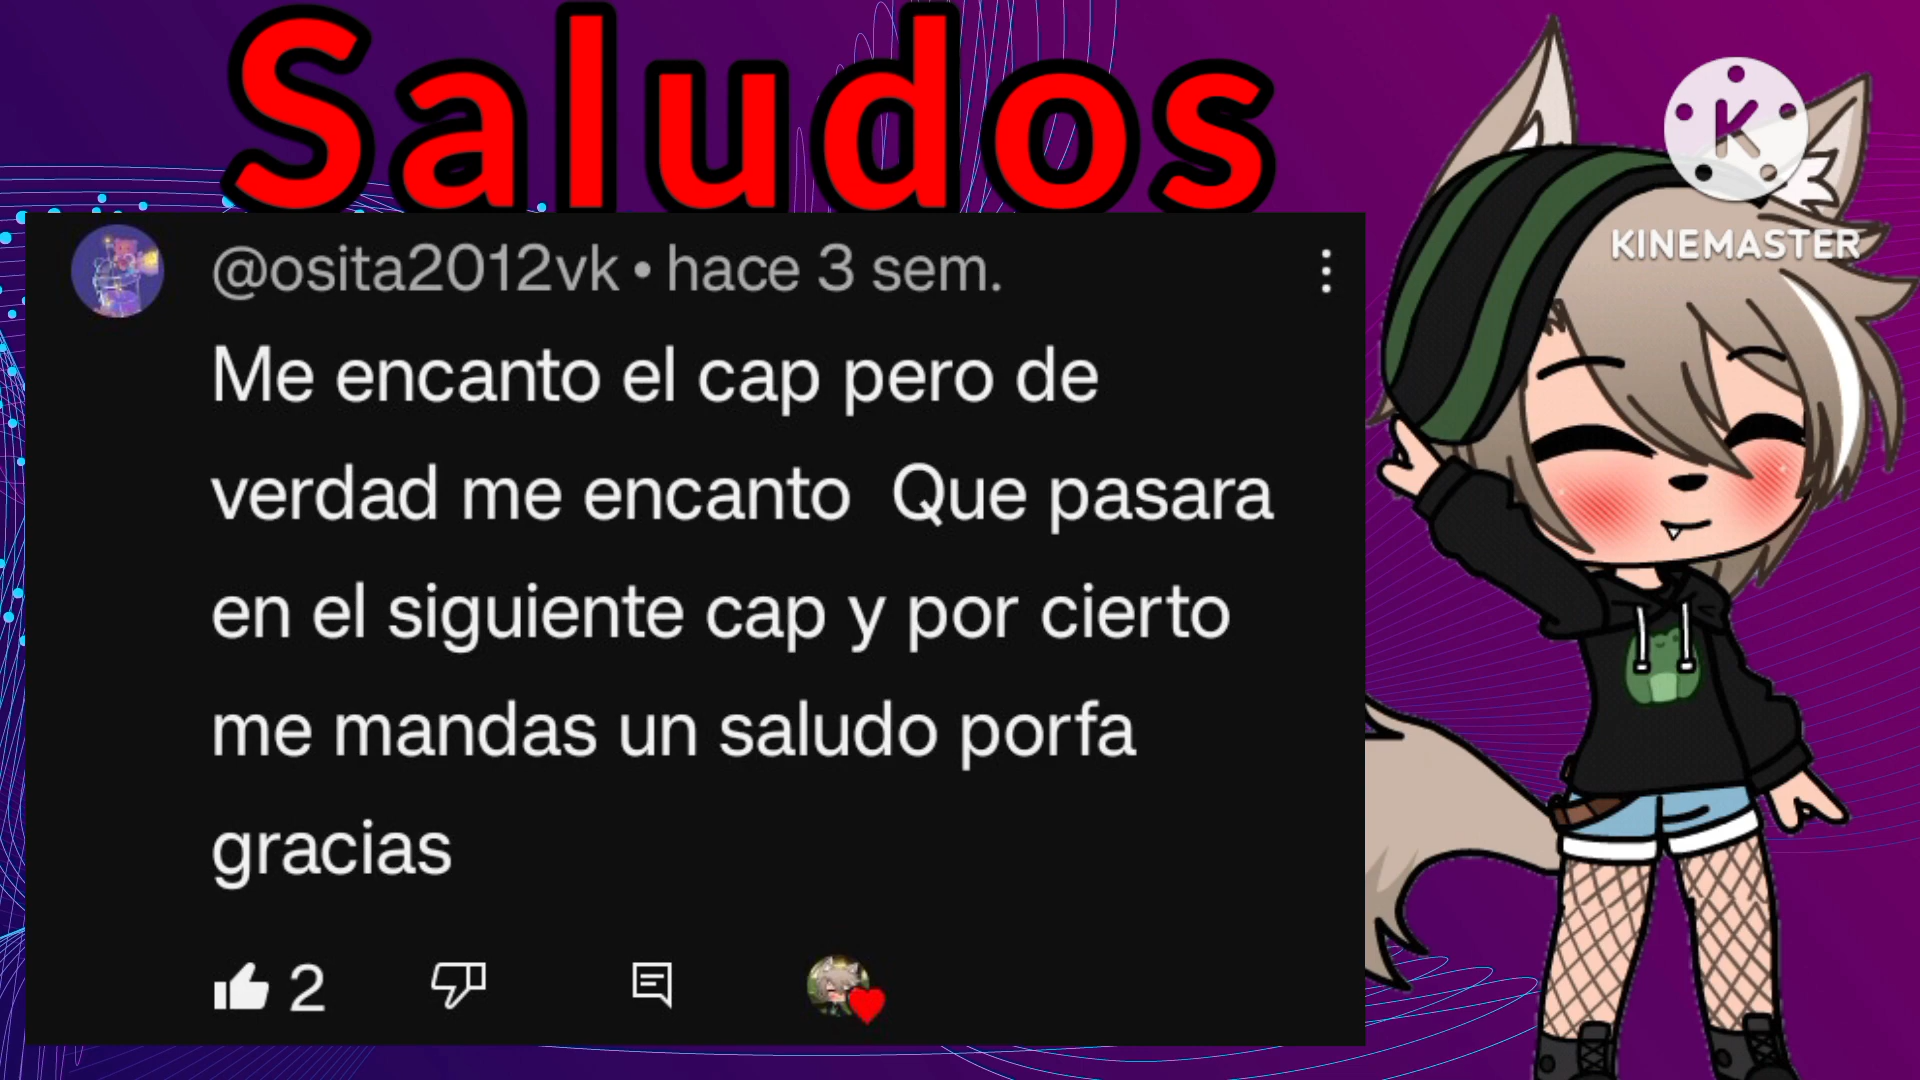 Saludos
@osita2012vk • hace 3 sem.
Me encanto el cap pero de
verdad me encanto  Que pasara
en el siguiente cap y por cierto
me mandas un saludo porfa
gracias
2
K
KINEMASTER